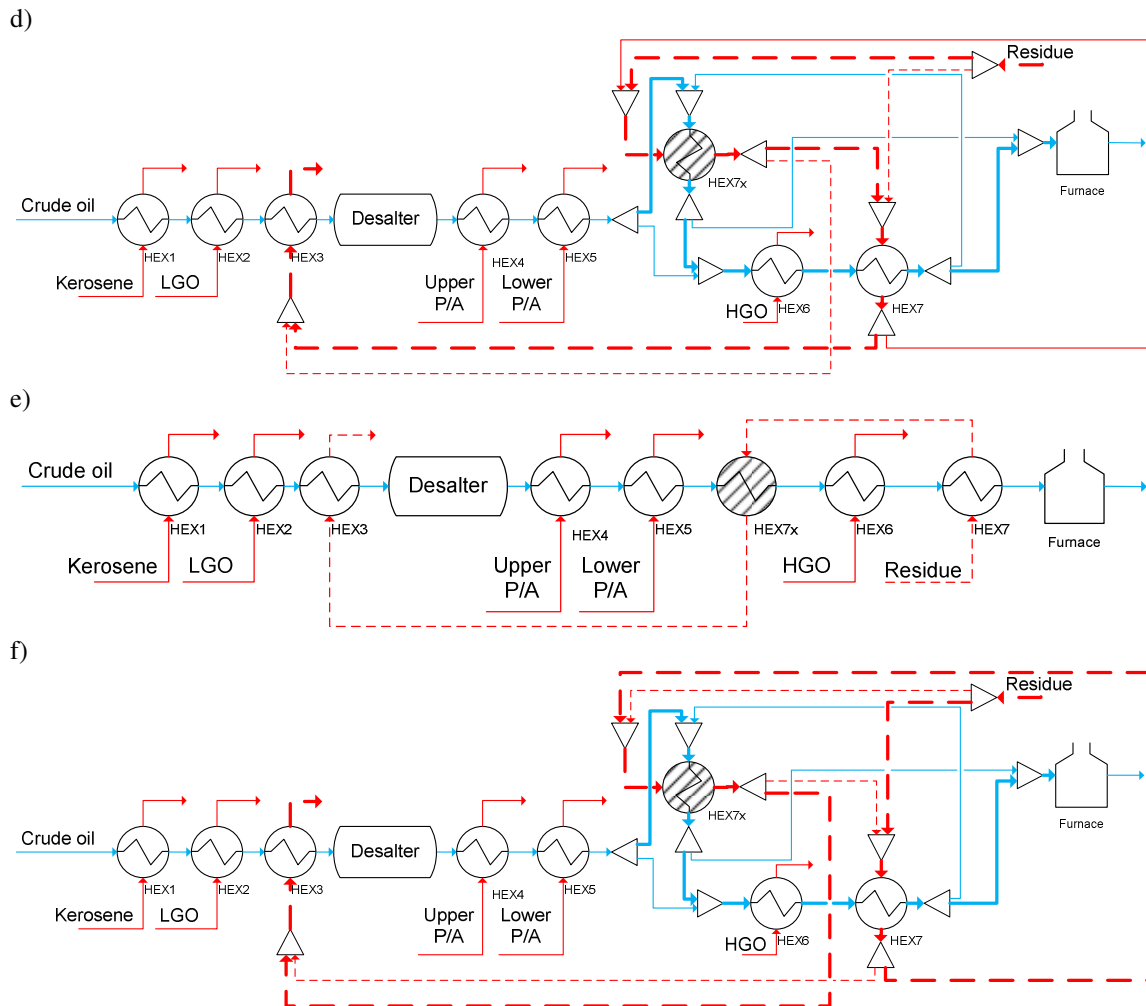 d)
Residue
HEX7x
Furnace
Crude oil
Desalter
HEX1
HEX2
HEX3
HEX4
HEX5
Kerosene
LGO
Upper
P/A
Lower
P/A
HGO
HEX6
HEX7
e)
Crude oil
Desalter
HEX1
HEX2
HEX3
HEX4
HEX5
HEX7x
HEX6
HEX7
Furnace
Kerosene
LGO
Upper
P/A
Lower
P/A
HGO
Residue
f)
Residue
HEX7x
Furnace
Crude oil
Desalter
HEX1
HEX2
HEX3
HEX4
HEX5
Kerosene
LGO
Upper
P/A
Lower
P/A
HGO
HEX6
HEX7